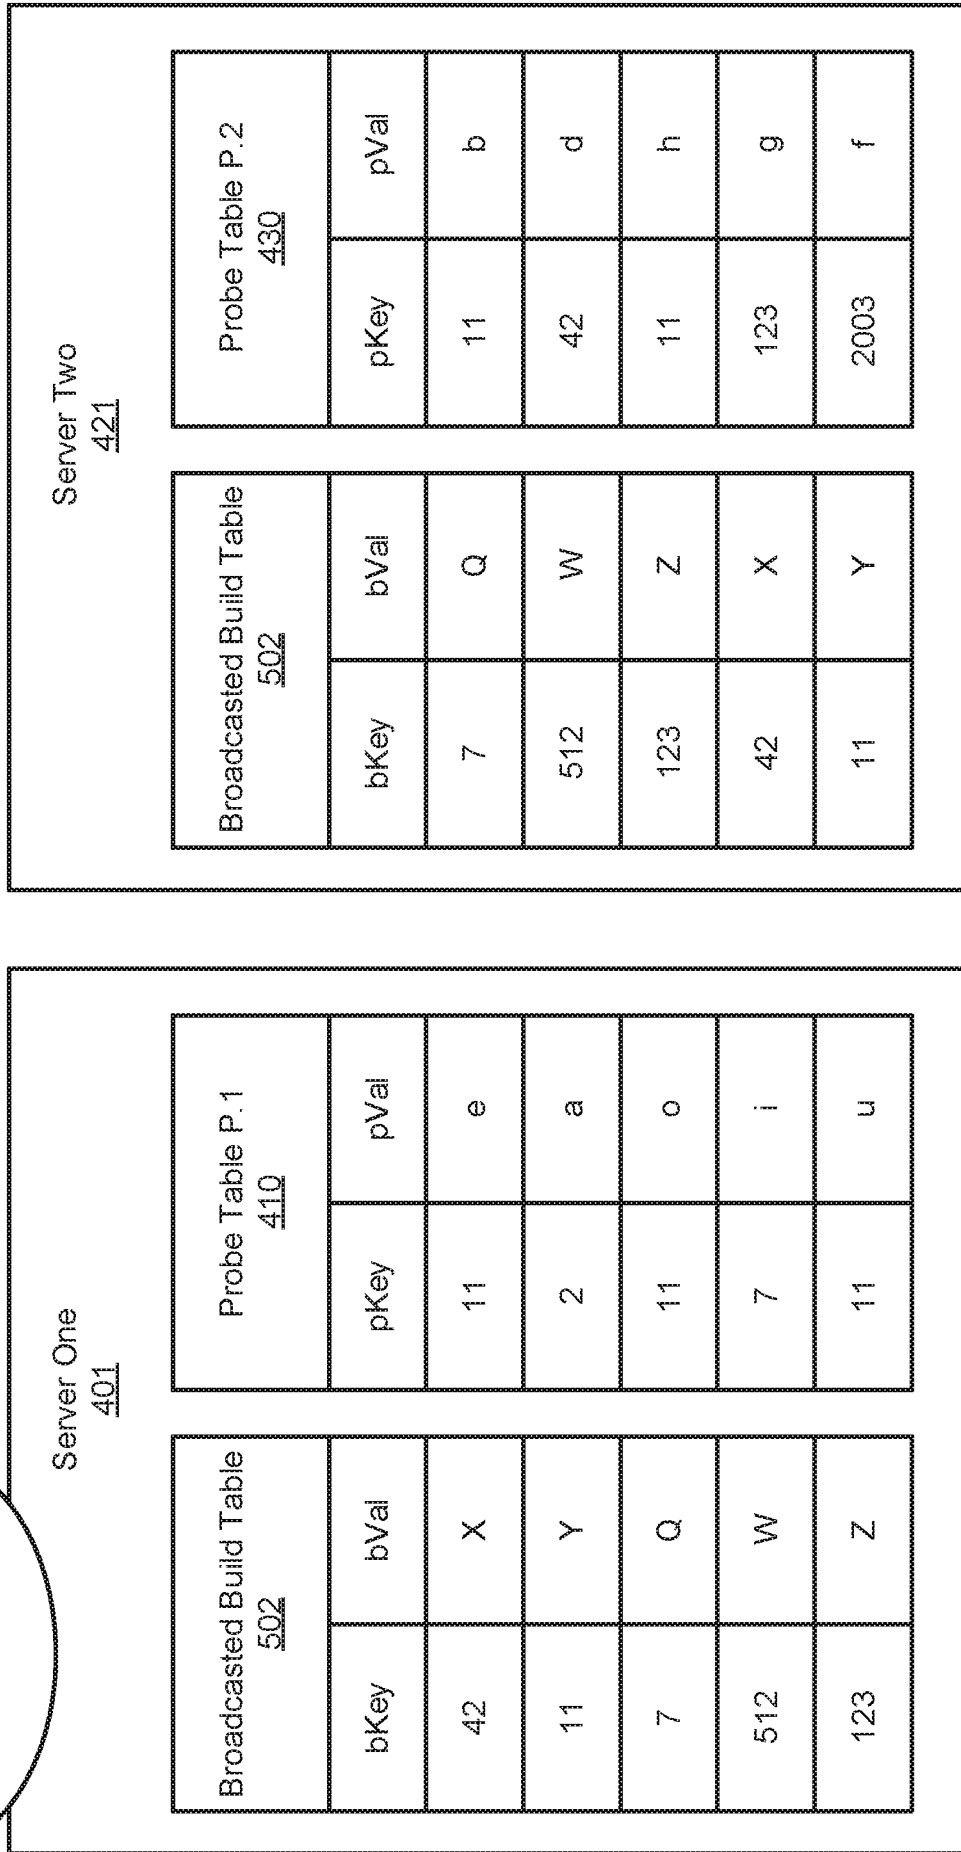 Server One
401
Broadcasted Build Table
502
bKey bVal
42 X
11 Y
7 Q
512 W
123 Z
Probe Table P.1
410
pKey pVal
11 e
2 a
11 o
7 i
11 u
Server Two
421
Broadcasted Build Table
502
bKey bVal
7 Q
512 W
123 Z
42 X
11 Y
Probe Table P.2
430
pKey pVal
11 b
42 d
11 h
123 g
2003 f